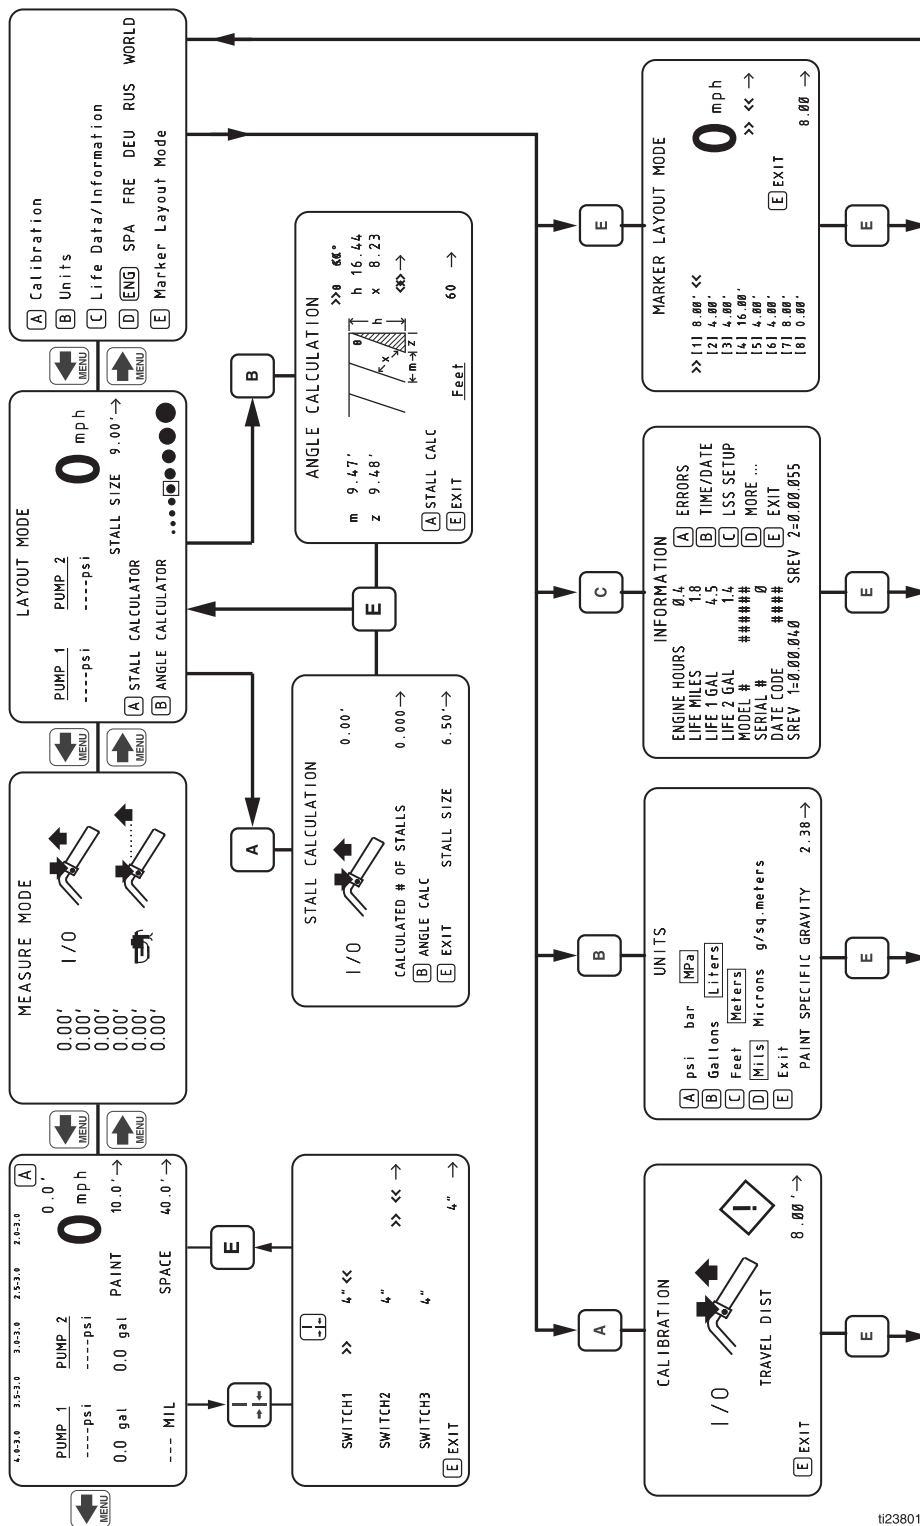 4.0-3.0 3.5-3.0 3.0-3.0 2.5-3.0 2.0-3.0 A
PUMP 1 PUMP 2 0.0'
----psi ----psi 0 mph
0.0 gal 0.0 gal PAINT 10.0'→
--- MIL SPACE 40.0'→
MENU
MENU
MENU
MEASURE MODE
0.00' I/O
0.00'
0.00'
0.00'
0.00'
0.00'
MENU
MENU
LAYOUT MODE
PUMP 1 PUMP 2
----psi ----psi 0 mph
STALL SIZE 9.00'→
A STALL CALCULATOR
B ANGLE CALCULATOR
MENU
MENU
A Calibration
B Units
C Life Data/Information
D ENG SPA FRE DEU RUS WORLD
E Marker Layout Mode
E
SWITCH1 >> 4" <<
SWITCH2 4" >> << →
SWITCH3 4" 4" →
E EXIT
A
STALL CALCULATION
I/O 0.00'
CALCULATED # OF STALLS 0.000→
B ANGLE CALC
E EXIT STALL SIZE 6.50'→
E
B
ANGLE CALCULATION
m 9.47' h 16.44
z 9.48' x 8.23
θ h x m z
A STALL CALC
E EXIT Feet 60 →
A
CALIBRATION
I/O !
TRAVEL DIST
E EXIT 8.00'→
E
B
UNITS
A psi bar MPa
B Gallons Liters
C Feet Meters
D Mils Microns g/sq.meters
E Exit
PAINT SPECIFIC GRAVITY 2.38→
E
C
INFORMATION
ENGINE HOURS 0.4 A ERRORS
LIFE MILES 1.8 B TIME/DATE
LIFE 1 GAL 4.5 C LSS SETUP
LIFE 2 GAL 1.4 D MORE...
MODEL # ###### E EXIT
SERIAL # 0
DATE CODE ####
SREV 1=0.00.040 SREV 2=0.00.055
E
E
MARKER LAYOUT MODE
>> [1] 8.00' << 0 mph
[2] 4.00' >> << →
[3] 4.00'
[4] 16.00'
[5] 4.00'
[6] 4.00' E EXIT
[7] 8.00'
[8] 0.00' 8.00 →
E
ti23801